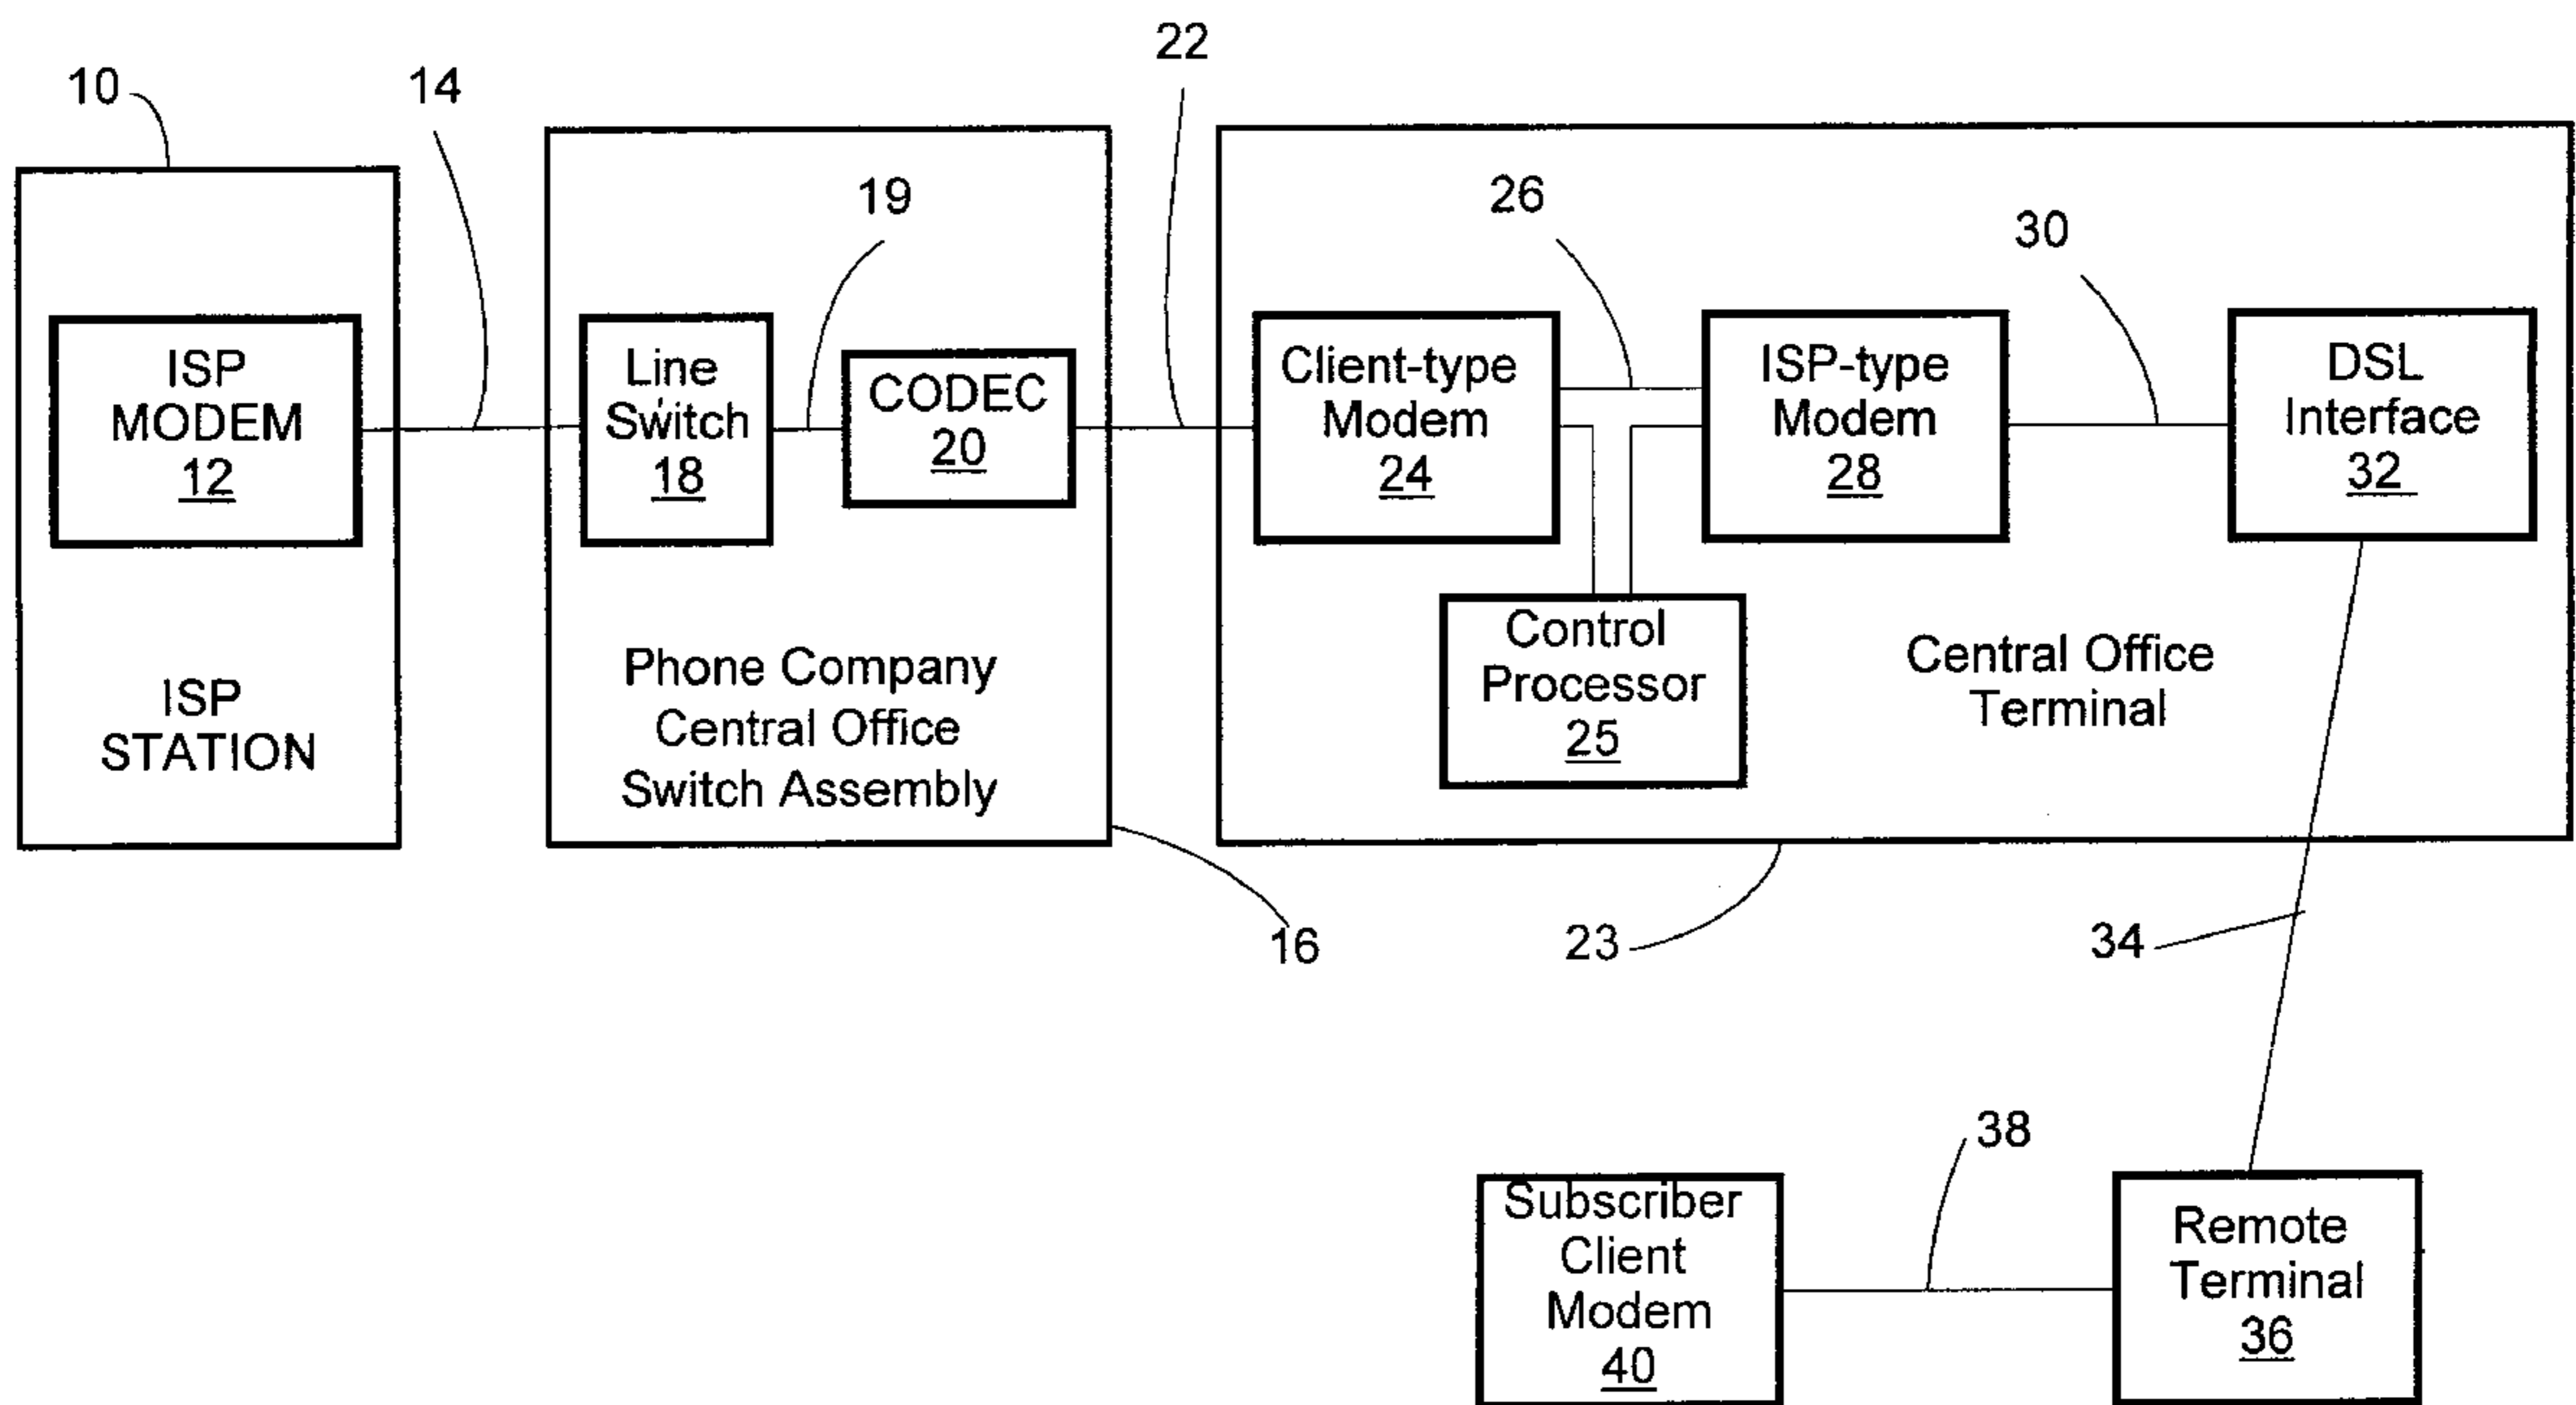 22
10
14
19
26
30
ISP
MODEM
12
Line
Switch
18
CODEC
20
Client-type
Modem
24
ISP-type
Modem
28
DSL
Interface
32
Control
Processor
25
ISP
STATION
Phone Company
Central Office
Switch Assembly
Central Office
Terminal
16
23
34
38
Subscriber
Client
Modem
40
Remote
Terminal
36